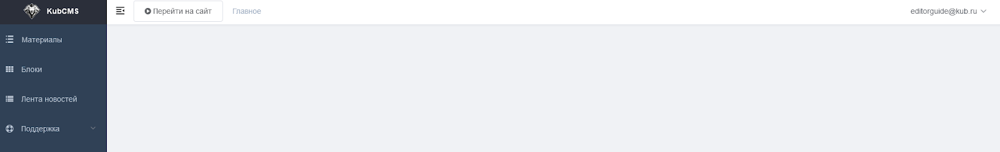 KubCMS
Перейти на сайт
Главное
editorguide@kub.ru
Материалы
Блоки
Лента новостей
Поддержка